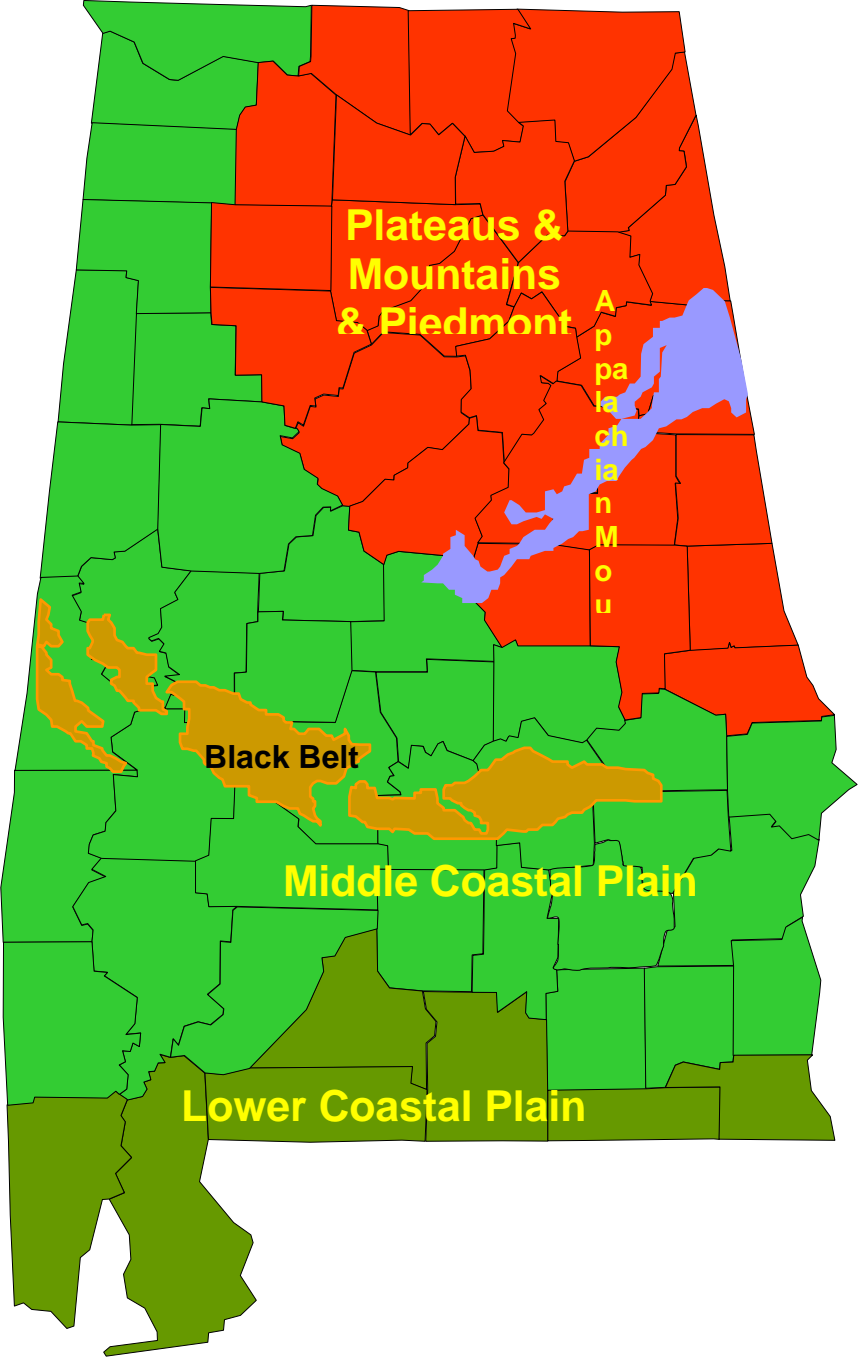 Plateaus &
Mountains
& Piedmont
A
p
pa
la
ch
ia
n
M
o
u
Black Belt
Middle Coastal Plain
Lower Coastal Plain